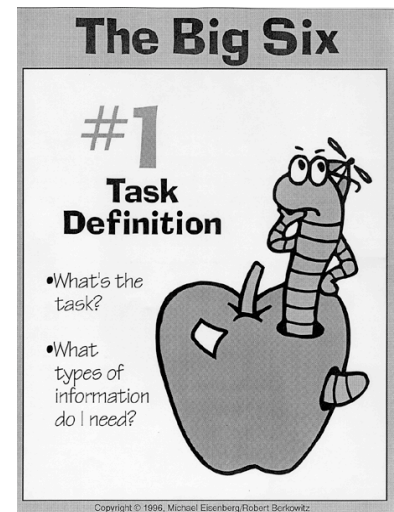 The Big Six
#1
Task
Definition
•What's the
task?
•What
types of
information
do I need?
Copyright © 1996, Michael Eisenberg/Robert Berkowitz